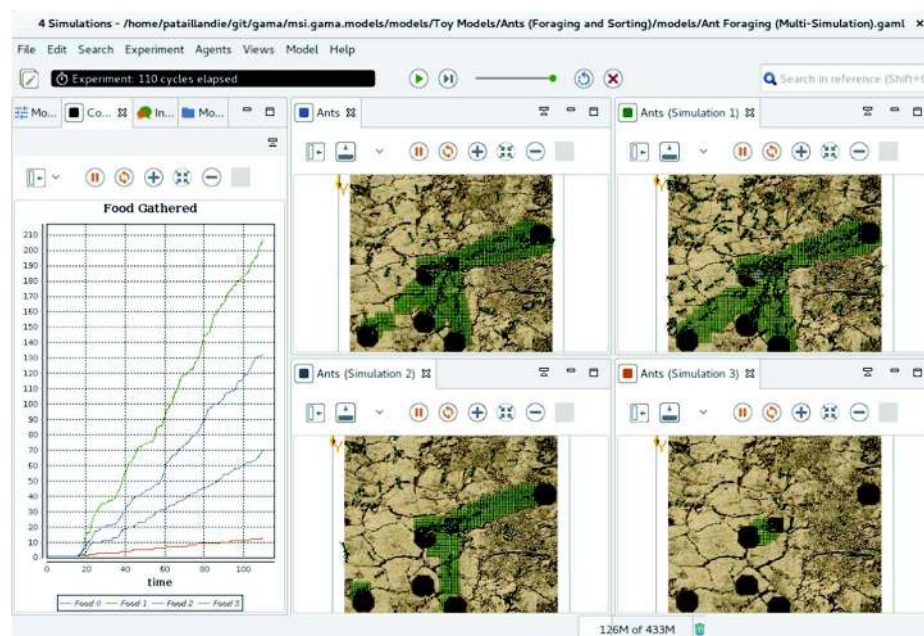 4 Simulations - /home/pataillandie/git/gama/msi.gama.models/models/Toy Models/Ants (Foraging and Sorting)/models/Ant Foraging (Multi-Simulation).gaml
File Edit Search Experiment Agents Views Model Help
Experiment: 110 cycles elapsed
Search in reference (Shift+
Mo...
Co...
In...
Mo...
Ants
Ants (Simulation 1)
Food Gathered
210
200
190
180
170
160
150
140
130
120
110
100
90
80
70
60
50
40
30
20
10
0
0 20 40 60 80 100
time
Food 0 Food 1 Food 2 Food 3
Ants (Simulation 2)
Ants (Simulation 3)
126M of 433M